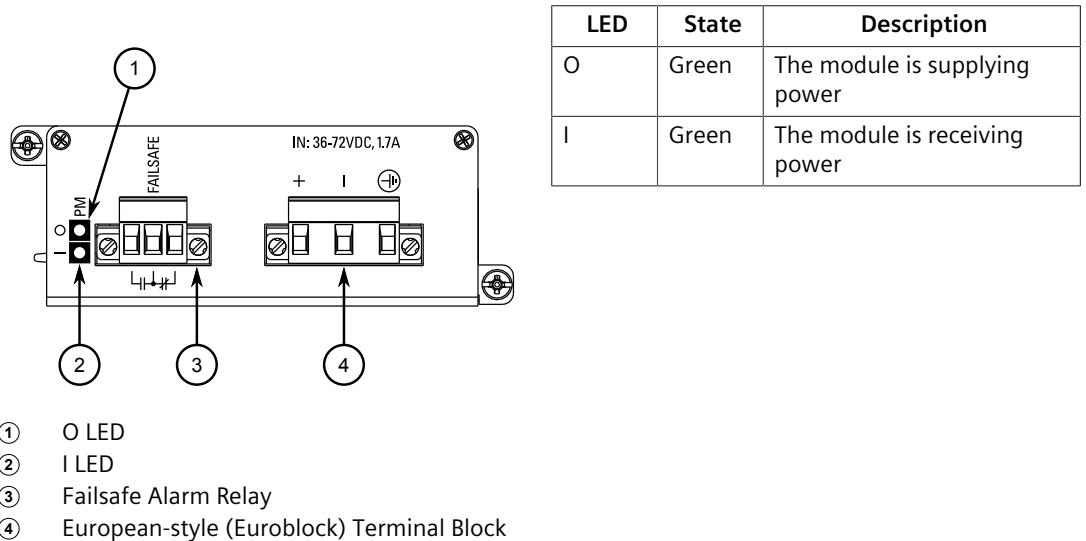 1
FAILSAFE
IN: 36-72VDC, 1.7A
PM
+ I
O
I
2
3
4
1 O LED
2 I LED
3 Failsafe Alarm Relay
4 European-style (Euroblock) Terminal Block
LED State Description
O Green The module is supplying
power
I Green The module is receiving
power